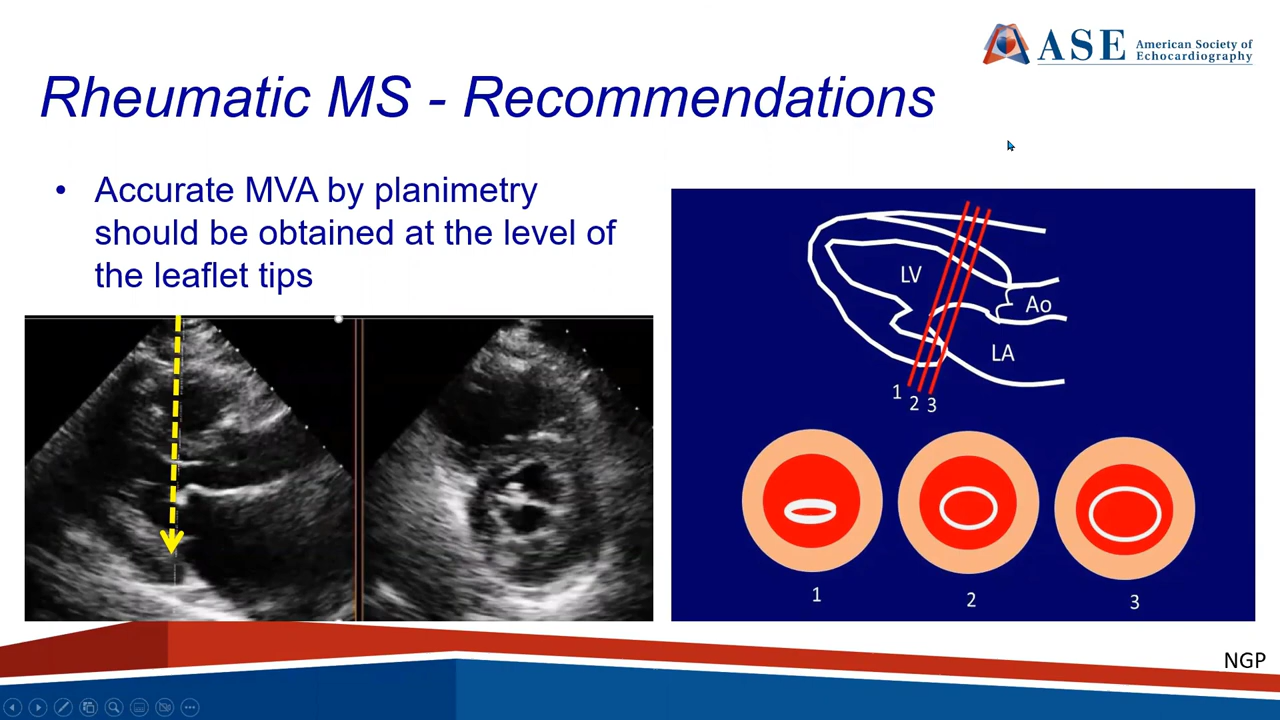 ASE American Society of
Echocardiography
Rheumatic MS - Recommendations
• Accurate MVA by planimetry
should be obtained at the level of
the leaflet tips
LV
Ao
LA
1
2
3
1
2
3
NGP